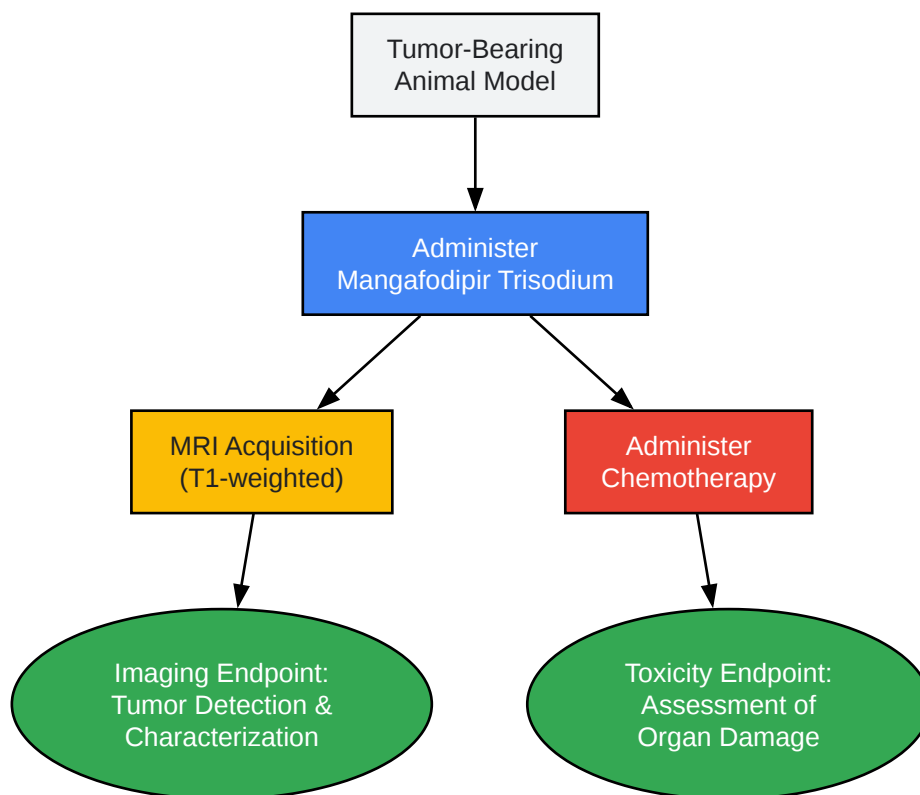 Tumor-Bearing
Animal Model
Administer
Mangafodipir Trisodium
MRI Acquisition
(T1-weighted)
Administer
Chemotherapy
Imaging Endpoint:
Tumor Detection &
Characterization
Toxicity Endpoint:
Assessment of
Organ Damage